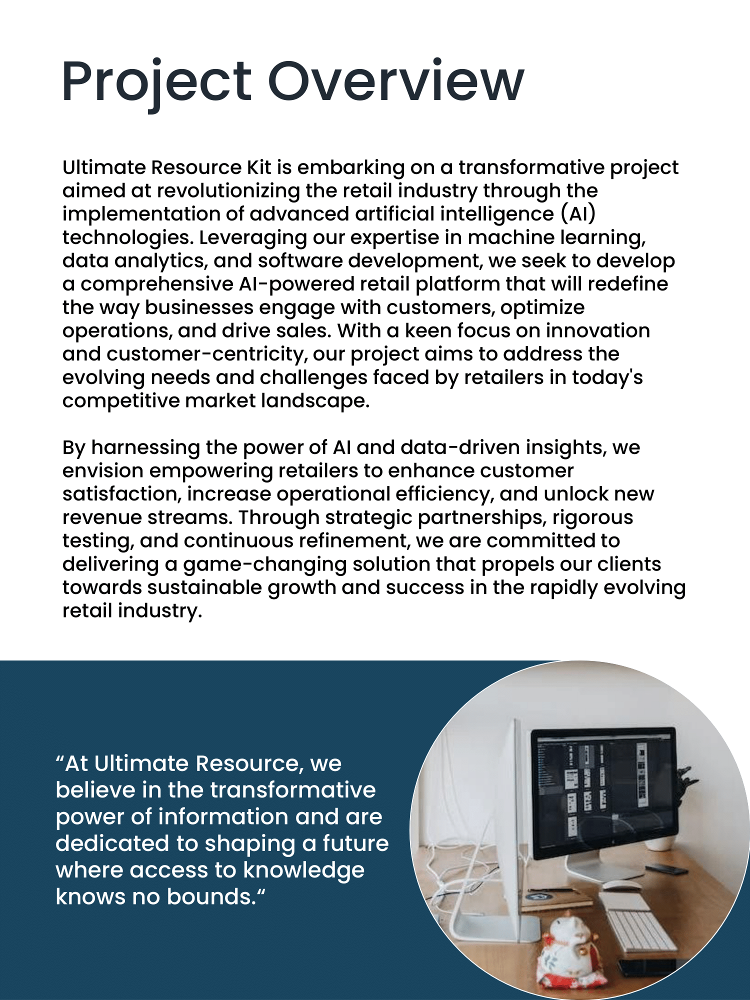 Project Overview
Ultimate Resource Kit is embarking on a transformative project
aimed at revolutionizing the retail industry through the
implementation of advanced artificial intelligence (AI)
technologies. Leveraging our expertise in machine learning,
data analytics, and software development, we seek to develop
a comprehensive AI-powered retail platform that will redefine
the way businesses engage with customers, optimize
operations, and drive sales. With a keen focus on innovation
and customer-centricity, our project aims to address the
evolving needs and challenges faced by retailers in today's
competitive market landscape.
By harnessing the power of AI and data-driven insights, we
envision empowering retailers to enhance customer
satisfaction, increase operational efficiency, and unlock new
revenue streams. Through strategic partnerships, rigorous
testing, and continuous refinement, we are committed to
delivering a game-changing solution that propels our clients
towards sustainable growth and success in the rapidly evolving
retail industry.
“At Ultimate Resource, we
believe in the transformative
power of information and are
dedicated to shaping a future
where access to knowledge
knows no bounds.“